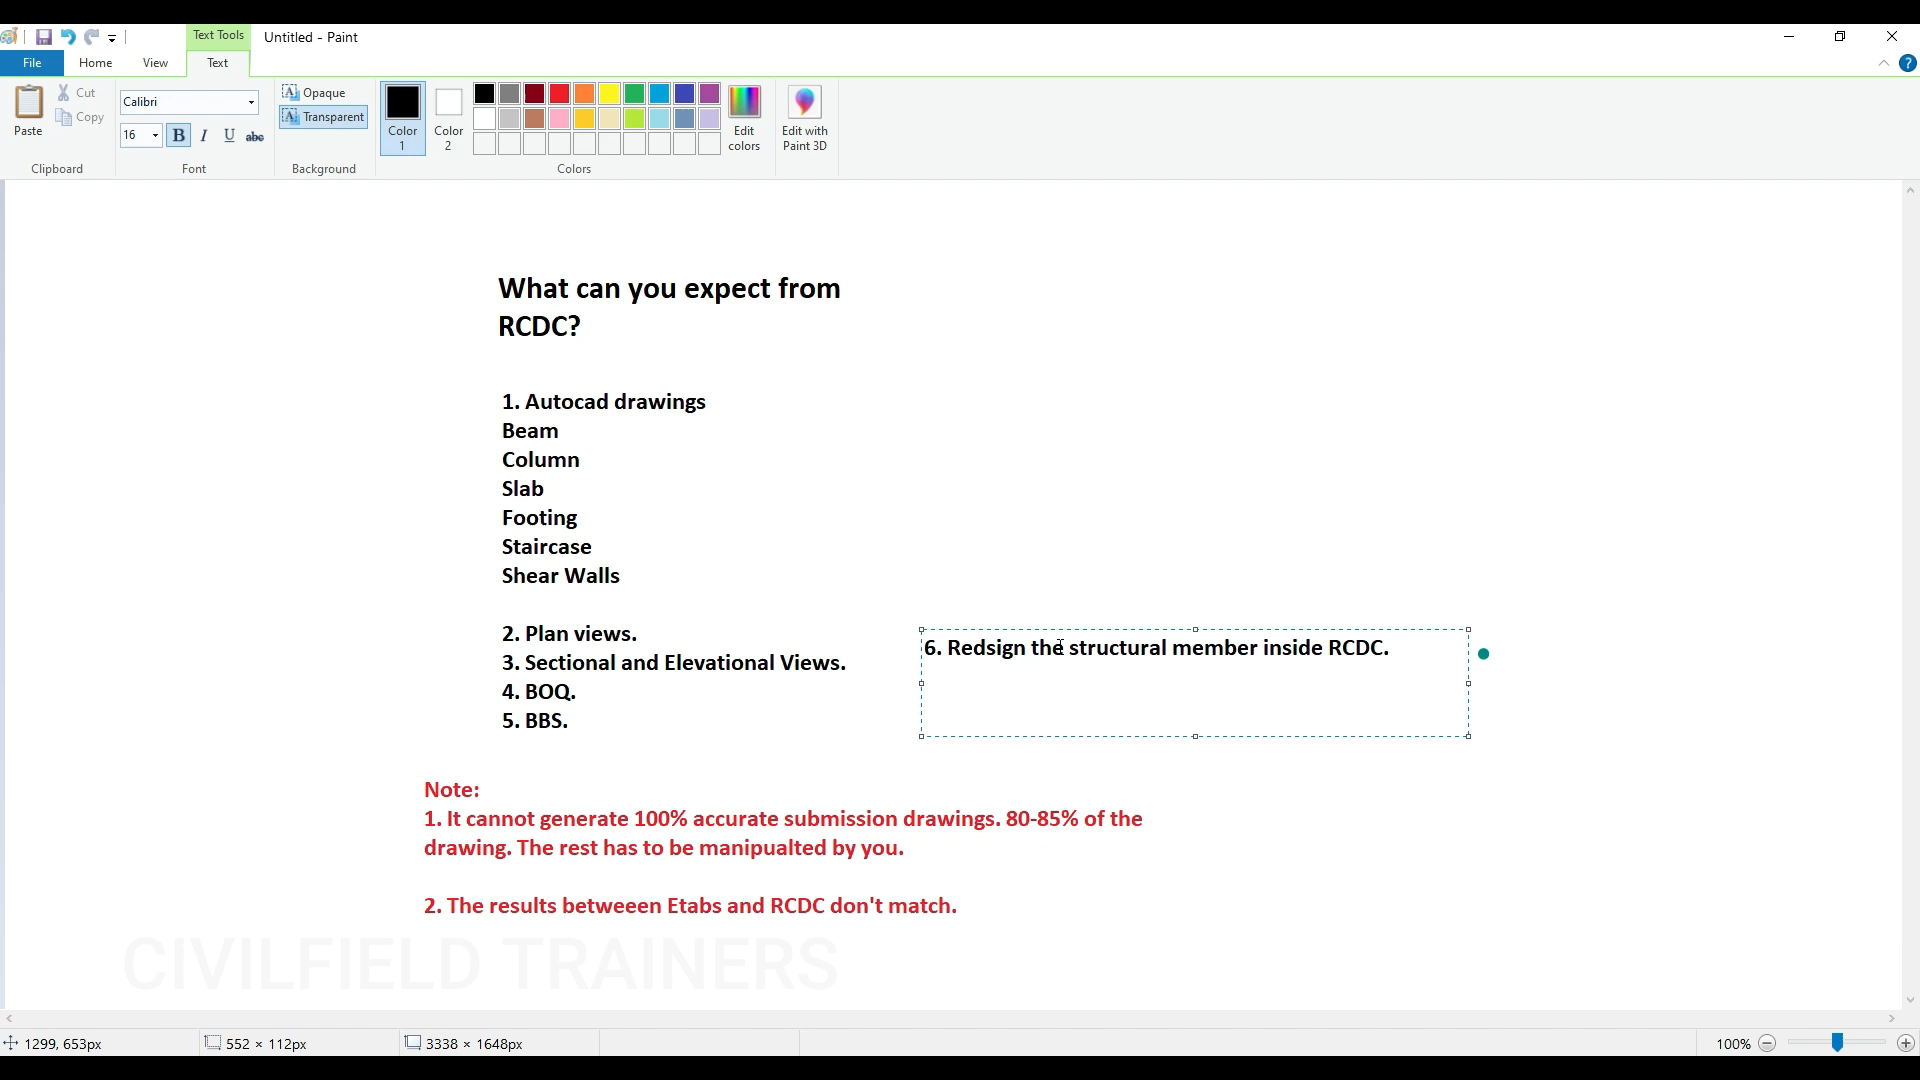 Text Tools
Untitled - Paint
File
Home
View
Text
Paste
Cut
Copy
Clipboard
Calibri
16
B I U abc
Font
Opaque
Transparent
Background
Color 1
Color 2
Edit colors
Colors
Edit with Paint 3D
What can you expect from
RCDC?
1. Autocad drawings
Beam
Column
Slab
Footing
Staircase
Shear Walls
2. Plan views.
3. Sectional and Elevational Views.
4. BOQ.
5. BBS.
6. Redsign the structural member inside RCDC.
Note:
1. It cannot generate 100% accurate submission drawings. 80-85% of the
drawing. The rest has to be manipualted by you.
2. The results betweeen Etabs and RCDC don't match.
CIVILFIELD TRAINERS
1299, 653px
552 × 112px
3338 × 1648px
100%